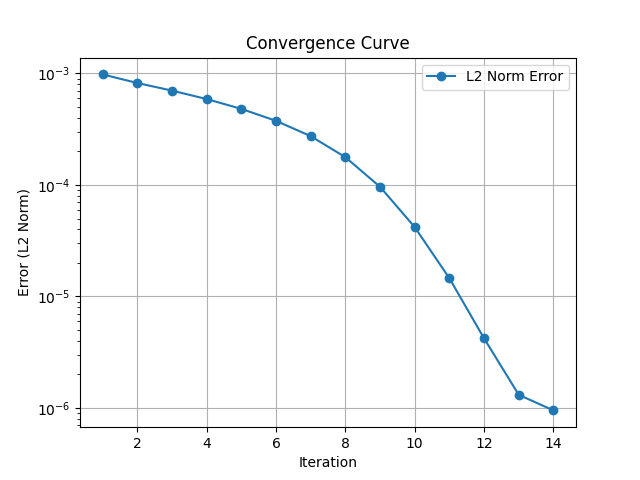 Convergence Curve
L2 Norm Error
Error (L2 Norm)
10⁻³
10⁻⁴
10⁻⁵
10⁻⁶
2 4 6 8 10 12 14
Iteration